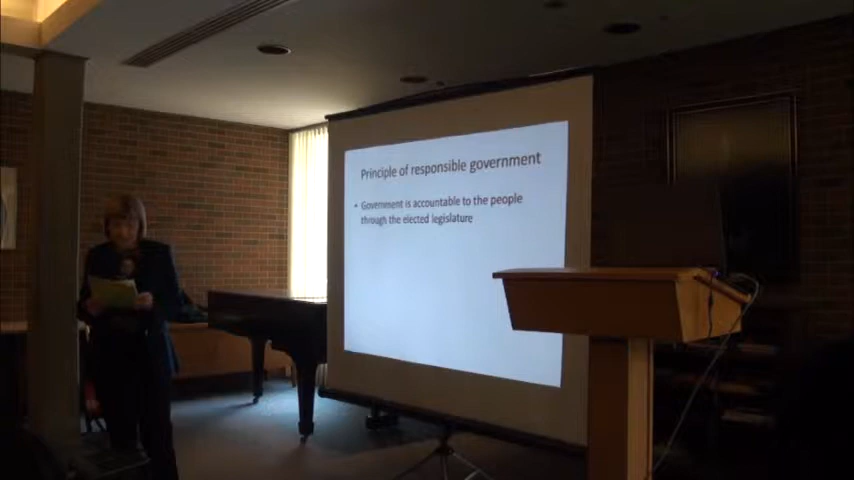 Principle of responsible government
• Government is accountable to the people
through the elected legislature